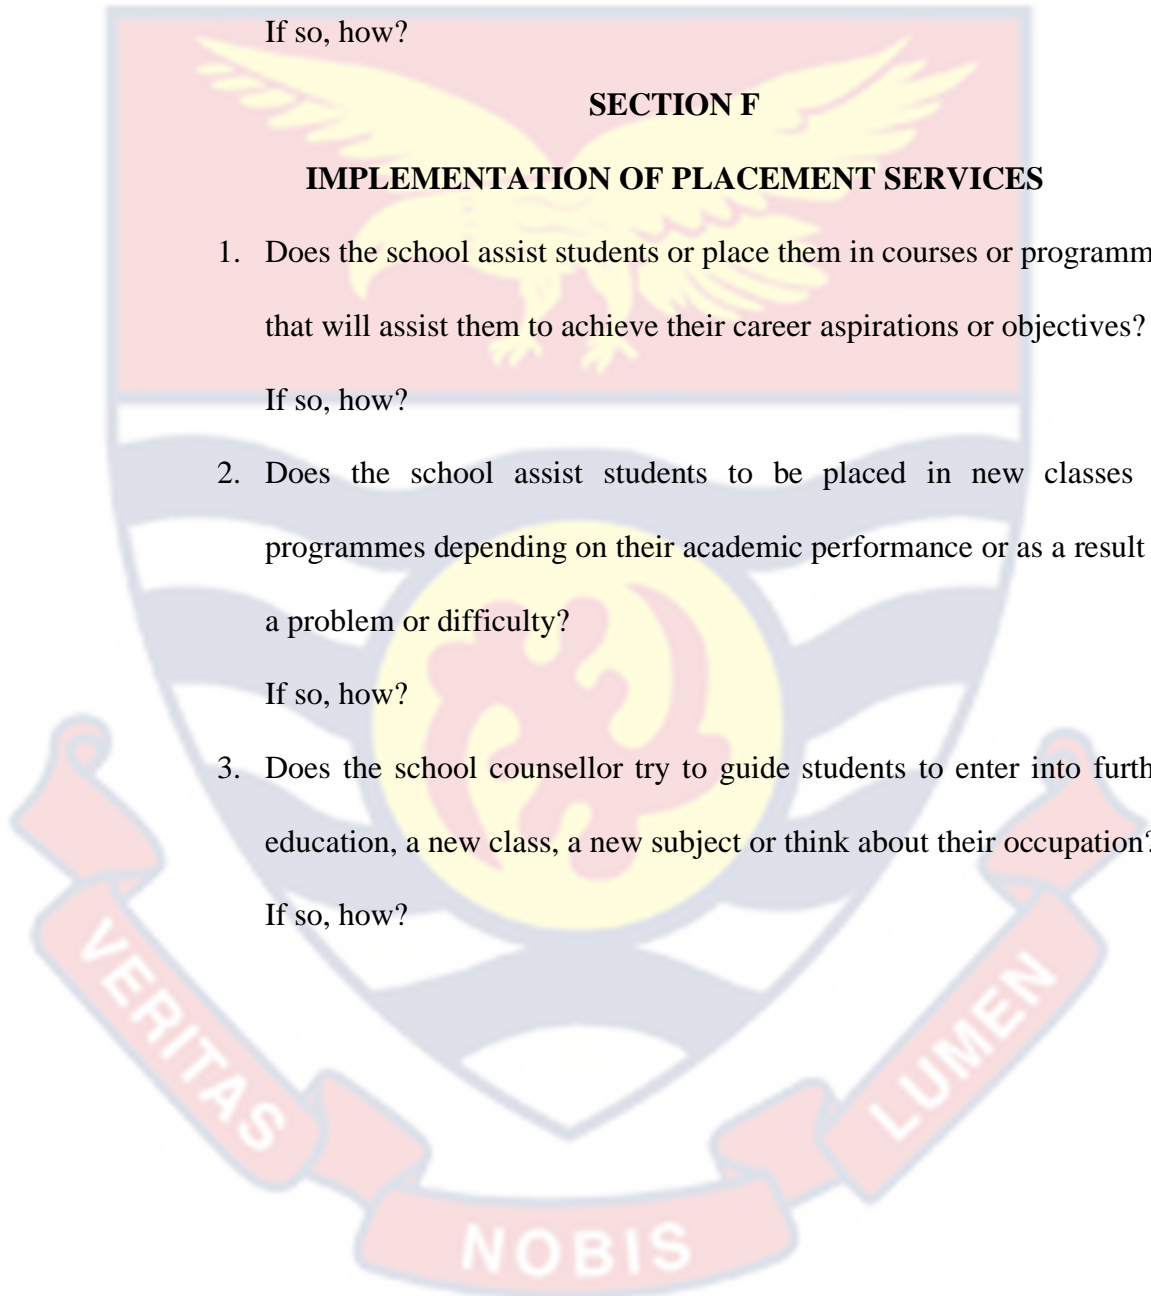 If so, how?
SECTION F
IMPLEMENTATION OF PLACEMENT SERVICES
1. Does the school assist students or place them in courses or programm
that will assist them to achieve their career aspirations or objectives?
If so, how?
2. Does the school assist students to be placed in new classes
programmes depending on their academic performance or as a result
a problem or difficulty?
If so, how?
3. Does the school counsellor try to guide students to enter into furth
education, a new class, a new subject or think about their occupation?
If so, how?
VERITAS
NOBIS
LUMEN